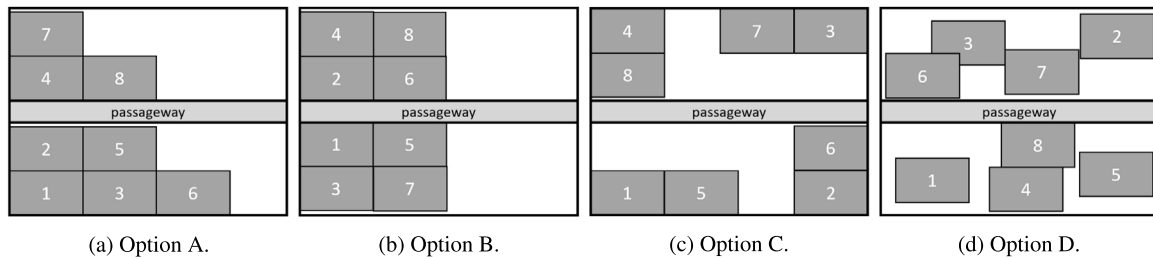 7
4 8
passageway
2 5
1 3 6
(a) Option A.
4 8
2 6
passageway
1 5
3 7
(b) Option B.
4 7 3
8
passageway
6
1 5 2
(c) Option C.
2
3
6 7
passageway
8
1 5
4
(d) Option D.